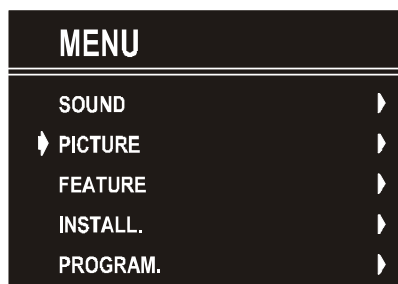 MENU
SOUND
PICTURE
FEATURE
INSTALL.
PROGRAM.